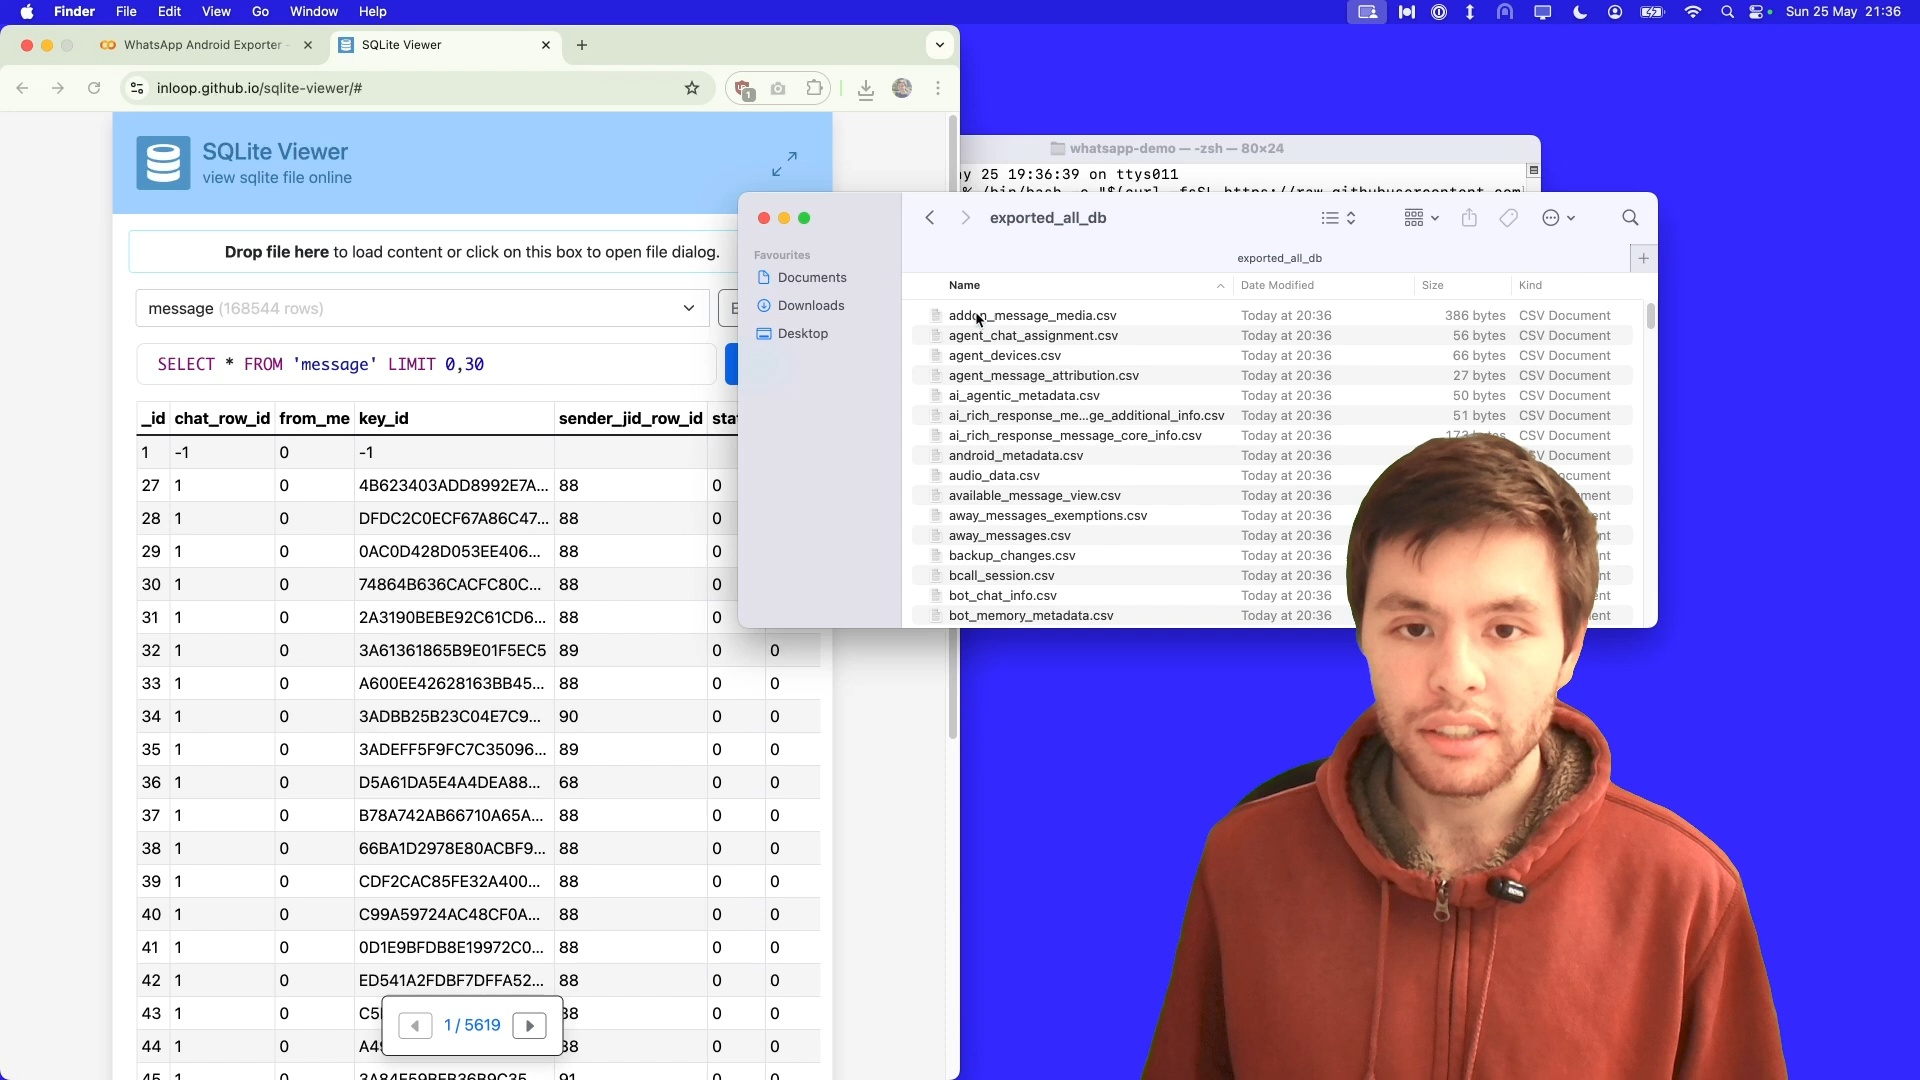 Finder File Edit View Go Window Help
Sun 25 May 21:36
WhatsApp Android Exporter
SQLite Viewer
inloop.github.io/sqlite-viewer/#
1
SQLite Viewer
view sqlite file online
Drop file here to load content or click on this box to open file dialog.
message (168544 rows)
SELECT * FROM 'message' LIMIT 0,30
_id chat_row_id from_me key_id sender_jid_row_id
1 -1 0 -1
27 1 0 4B623403ADD8992E7A... 88 0
28 1 0 DFDC2C0ECF67A86C47... 88 0
29 1 0 0AC0D428D053EE406... 88 0
30 1 0 74864B636CACFC80C... 88 0
31 1 0 2A3190BEBE92C61CD6... 88 0
32 1 0 3A61361865B9E01F5EC5 89 0 0
33 1 0 A600EE42628163BB45... 88 0 0
34 1 0 3ADBB25B23C04E7C9... 90 0 0
35 1 0 3ADEFF5F9FC7C35096... 89 0 0
36 1 0 D5A61DA5E4A4DEA88... 68 0 0
37 1 0 B78A742AB66710A65A... 88 0 0
38 1 0 66BA1D2978E80ACBF9... 88 0 0
39 1 0 CDF2CAC85FE32A400... 88 0 0
40 1 0 C99A59724AC48CF0A... 88 0 0
41 1 0 0D1E9BFDB8E19972C0... 88 0 0
42 1 0 ED541A2FDBF7DFFA52... 88 0 0
43 1 0 0 0
44 1 0 0 0
1 / 5619
whatsapp-demo — -zsh — 80×24
25 19:36:39 on ttys011
exported_all_db
exported_all_db
Favourites
Documents
Downloads
Desktop
Name Date Modified Size Kind
addon_message_media.csv Today at 20:36 386 bytes CSV Document
agent_chat_assignment.csv Today at 20:36 56 bytes CSV Document
agent_devices.csv Today at 20:36 66 bytes CSV Document
agent_message_attribution.csv Today at 20:36 27 bytes CSV Document
ai_agentic_metadata.csv Today at 20:36 50 bytes CSV Document
ai_rich_response_me...ge_additional_info.csv Today at 20:36 51 bytes CSV Document
ai_rich_response_message_core_info.csv Today at 20:36 CSV Document
android_metadata.csv Today at 20:36
audio_data.csv Today at 20:36
available_message_view.csv Today at 20:36
away_messages_exemptions.csv Today at 20:36
away_messages.csv Today at 20:36
backup_changes.csv Today at 20:36
bcall_session.csv Today at 20:36
bot_chat_info.csv Today at 20:36
bot_memory_metadata.csv Today at 20:36